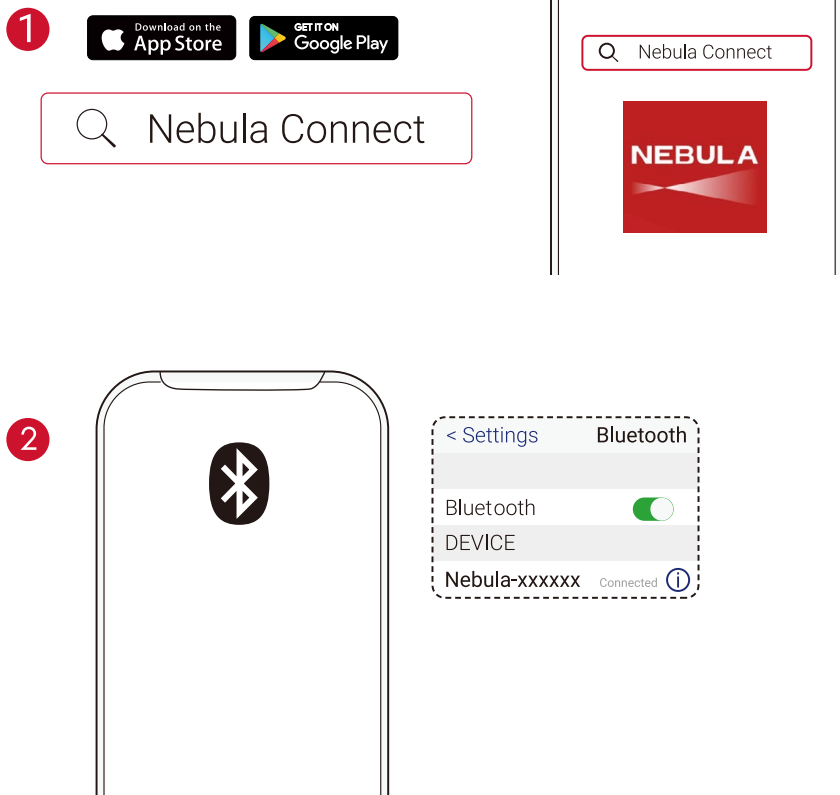 1
Download on the
App Store
GET IT ON
Google Play
Nebula Connect
Nebula Connect
NEBULA
2
< Settings Bluetooth
Bluetooth
DEVICE
Nebula-xxxxxx Connected